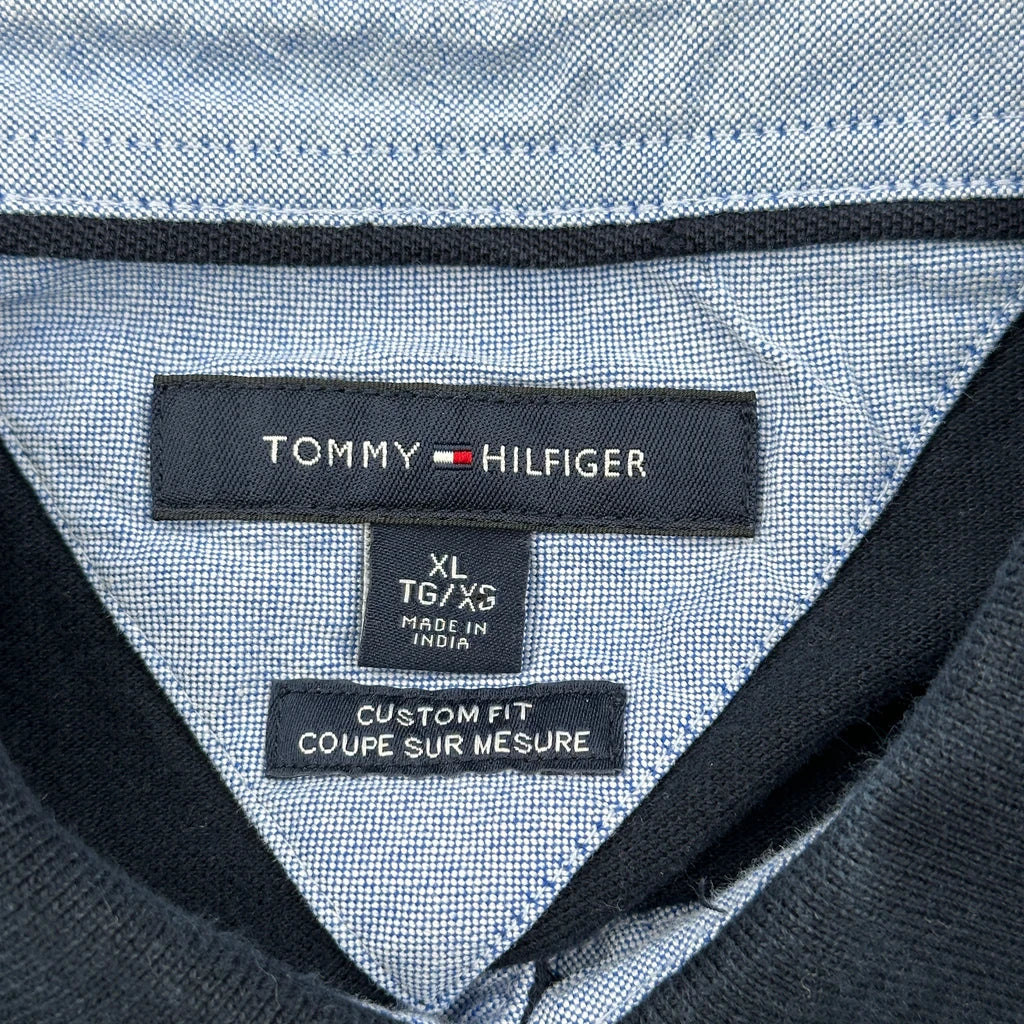 TOMMY HILFIGER
XL
TG/XG
MADE IN
INDIA
CUSTOM FIT
COUPE SUR MESURE